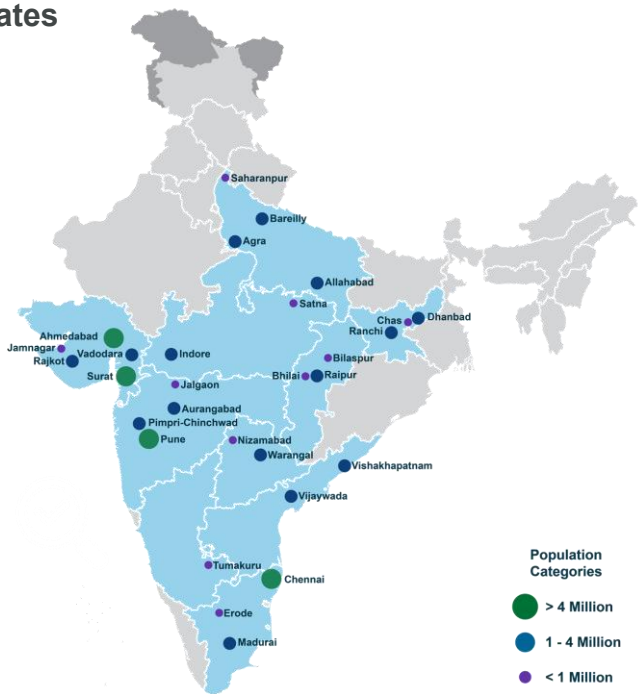 ates
Saharanpur
Bareilly
Agra
Allahabad
Satna
Chas
Dhanbad
Ranchi
Ahmedabad
Jamnagar
Vadodara
Rajkot
Indore
Bilaspur
Surat
Bhilai
Raipur
Jalgaon
Aurangabad
Pimpri-Chinchwad
Pune
Nizamabad
Warangal
Vishakhapatnam
Vijaywada
Tumakuru
Chennai
Erode
Madurai
Population
Categories
> 4 Million
1 - 4 Million
< 1 Million